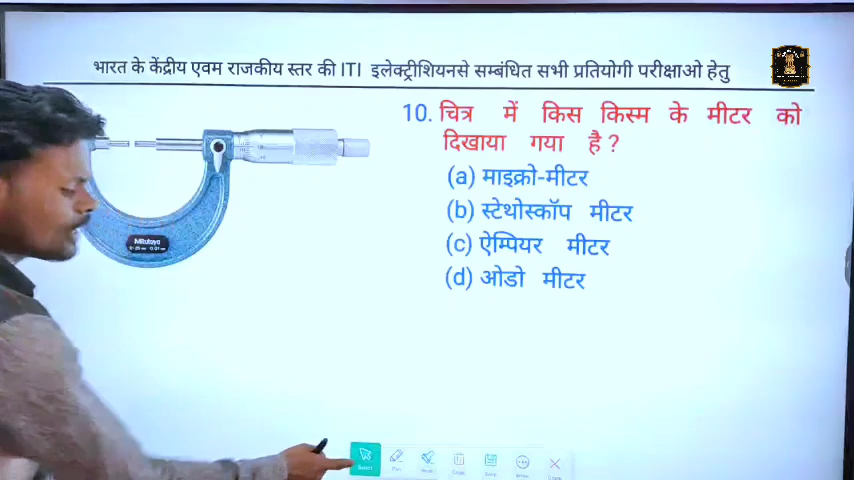 भारत के केंद्रीय एवम राजकीय स्तर की ITI इलेक्ट्रीशियनसे सम्बंधित सभी प्रतियोगी परीक्षाओ हेतु
10. चित्र में किस किस्म के मीटर को
दिखाया गया है ?
(a) माइक्रो-मीटर
(b) स्टेथोस्कॉप मीटर
(c) ऐम्पियर मीटर
(d) ओडो मीटर
Mitutoyo
Select